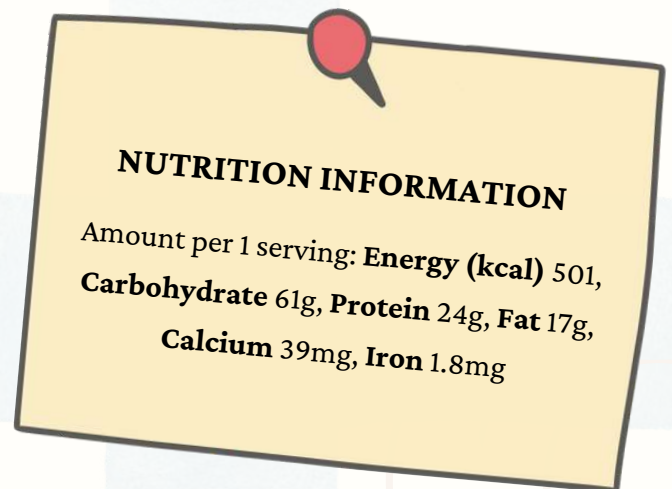 NUTRITION INFORMATION
Amount per 1 serving: Energy (kcal) 501,
Carbohydrate 61g, Protein 24g, Fat 17g,
Calcium 39mg, Iron 1.8mg